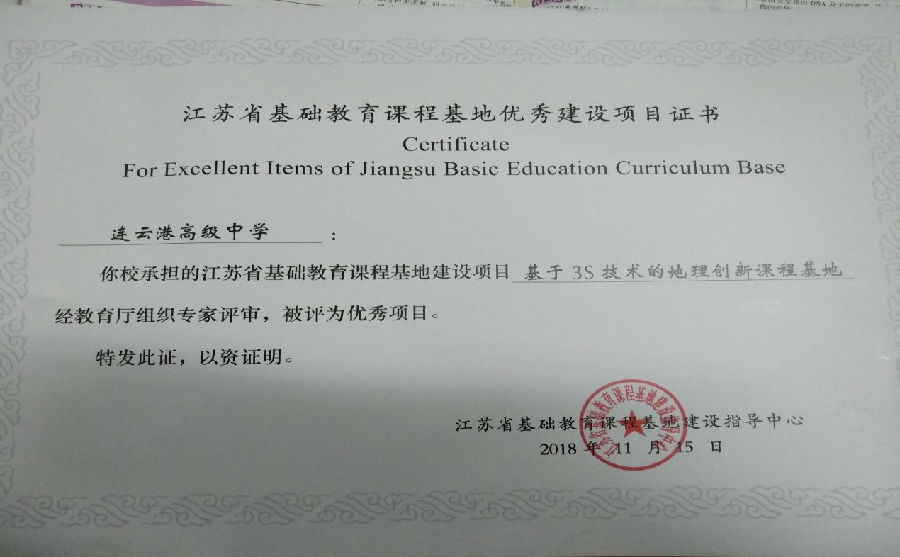 江苏省基础教育课程基地优秀建设项目证书
Certificate
For Excellent Items of Jiangsu Basic Education Curriculum Base
连云港高级中学：
你校承担的江苏省基础教育课程基地建设项目 基于 3S 技术的地理创新课程基地
经教育厅组织专家评审，被评为优秀项目。
特发此证，以资证明。
江苏省基础教育课程基地建设指导中心
2018 年 11 月 15 日